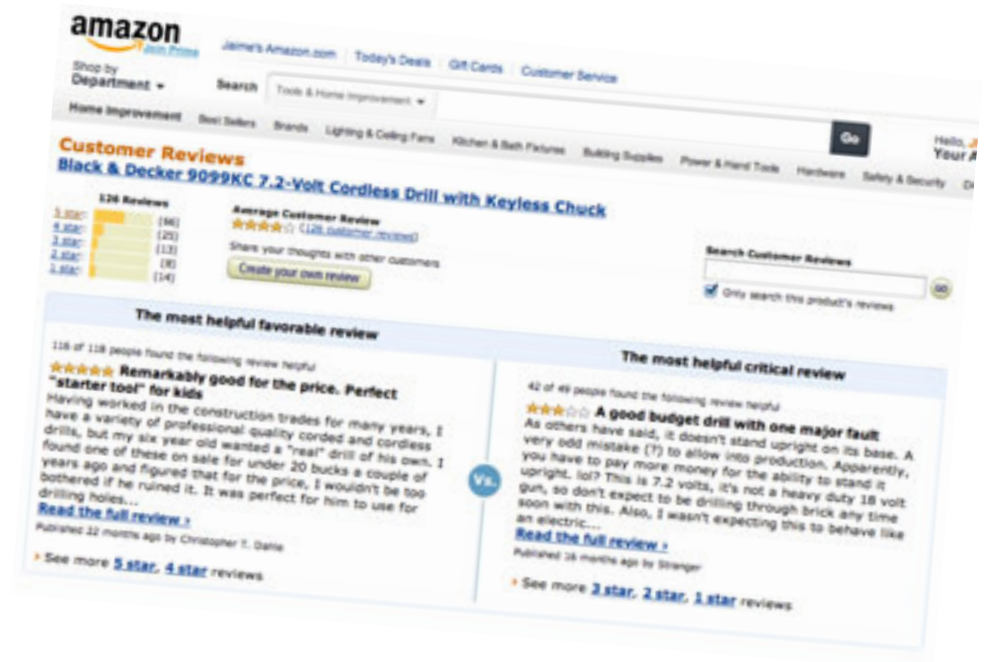 amazon
Join Prime
Jaime's Amazon.com
Today's Deals
Gift Cards
Customer Service
Shop by
Department
Search
Tools & Home Improvement
Go
Hello,
Your A
Home Improvement
Best Sellers
Brands
Lighting & Ceiling Fans
Kitchen & Bath Fixtures
Building Supplies
Power & Hand Tools
Hardware
Safety & Security
Customer Reviews
Black & Decker 9099KC 7.2-Volt Cordless Drill with Keyless Chuck
126 Reviews
5 star: (66)
4 star: (25)
3 star: (13)
2 star: (8)
1 star: (14)
Average Customer Review
(126 customer reviews)
Share your thoughts with other customers
Create your own review
Search Customer Reviews
GO
Only search this product's reviews
The most helpful favorable review
116 of 118 people found the following review helpful
Remarkably good for the price. Perfect
"starter tool" for kids
Having worked in the construction trades for many years, I
have a variety of professional quality corded and cordless
drills, but my six year old wanted a "real" drill of his own. I
found one of these on sale for under 20 bucks a couple of
years ago and figured that for the price, I wouldn't be too
bothered if he ruined it. It was perfect for him to use for
drilling holes...
Read the full review ›
Published 22 months ago by Christopher T.
See more 5 star, 4 star reviews
Vs.
The most helpful critical review
42 of 49 people found the following review helpful
A good budget drill with one major fault
As others have said, it doesn't stand upright on its base. A
very odd mistake (?) to allow into production. Apparently,
you have to pay more money for the ability to stand it
upright. lol? This is 7.2 volts, it's not a heavy duty 18 volt
gun, so don't expect to be drilling through brick any time
soon with this. Also, I wasn't expecting this to behave like
an electric...
Read the full review ›
Published 16 months ago by Stranger
See more 3 star, 2 star, 1 star reviews